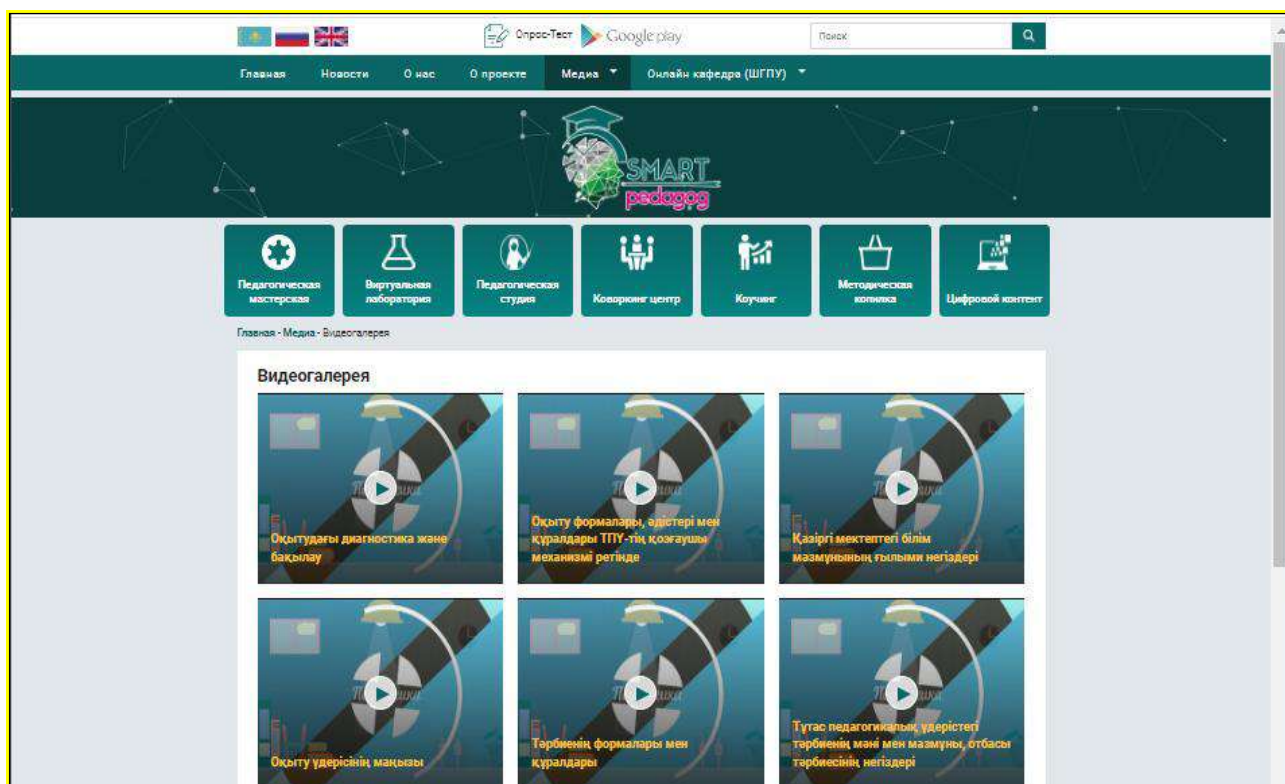 Опрос-Тест Google play Поиск
Главная Новости О нас О проекте Медиа Онлайн кафедра (ШГПУ)
SMART
pedagog
Педагогическая
мастерская
Виртуальная
лаборатория
Педагогическая
студия
Коворкинг центр
Коучинг
Методическая
копилка
Цифровой контент
Главная - Медиа - Видеогалерея
Видеогалерея
Оқытудағы диагностика және
бақылау
Оқыту формалары, әдістері мен
құралдары ТПҮ-тің қозғаушы
механизмі ретінде
Қазіргі мектептегі білім
мазмұнының ғылыми негіздері
Оқыту үдерісінің маңызы
Тәрбиенің формалары мен
құралдары
Тұтас педагогикалық үдерістегі
тәрбиенің мәні мен мазмұны, отбасы
тәрбиесінің негіздері